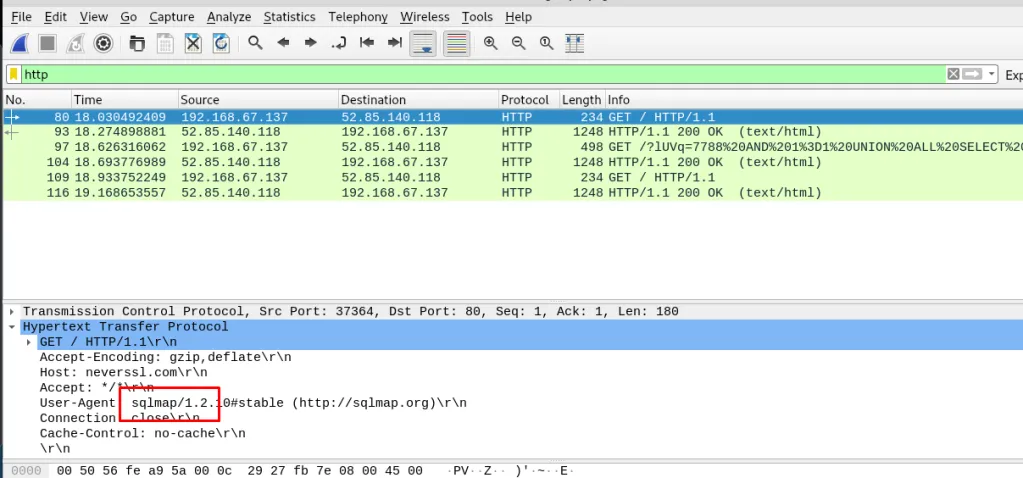 File Edit View Go Capture Analyze Statistics Telephony Wireless Tools Help
http
No. Time Source Destination Protocol Length Info
80 18.030492409 192.168.67.137 52.85.140.118 HTTP 234 GET / HTTP/1.1
93 18.274898881 52.85.140.118 192.168.67.137 HTTP 1248 HTTP/1.1 200 OK (text/html)
97 18.626316062 192.168.67.137 52.85.140.118 HTTP 498 GET /?lUVq=7788%20AND%201%3D1%20UNION%20ALL%20SELECT%2
104 18.693776989 52.85.140.118 192.168.67.137 HTTP 1248 HTTP/1.1 200 OK (text/html)
109 18.933752249 192.168.67.137 52.85.140.118 HTTP 234 GET / HTTP/1.1
116 19.168653557 52.85.140.118 192.168.67.137 HTTP 1248 HTTP/1.1 200 OK (text/html)
Transmission Control Protocol, Src Port: 37364, Dst Port: 80, Seq: 1, Ack: 1, Len: 180
Hypertext Transfer Protocol
GET / HTTP/1.1\r\n
Accept-Encoding: gzip,deflate\r\n
Host: neverssl.com\r\n
Accept: */*\r\n
User-Agent: sqlmap/1.2.10#stable (http://sqlmap.org)\r\n
Connection: close\r\n
Cache-Control: no-cache\r\n
\r\n
0000 00 50 56 fe a9 5a 00 0c 29 27 fb 7e 08 00 45 00 ·PV··Z·· )'·~··E·